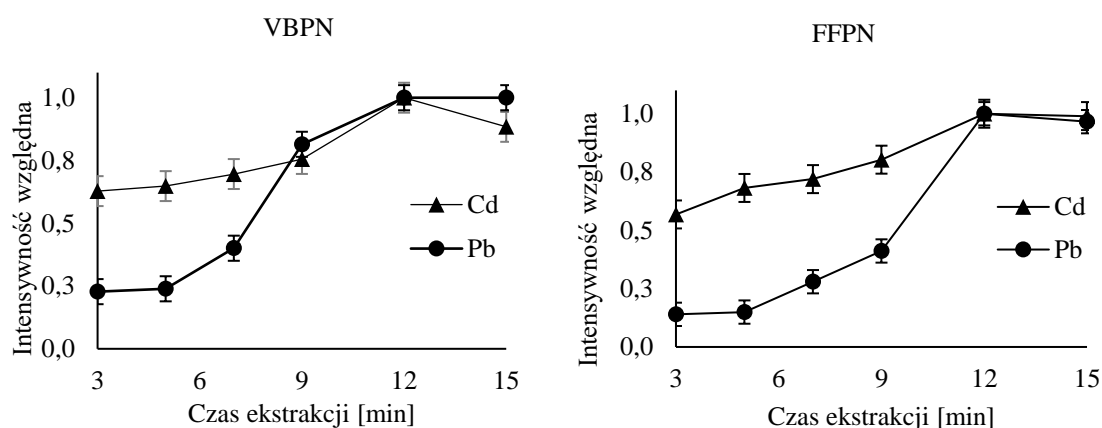 VBPN
Intensywność względna
1,0
0,8
0,5
0,3
0,0
3 6 9 12 15
Czas ekstrakcji [min]
Cd
Pb
FFPN
Intensywność względna
1,0
0,8
0,5
0,3
0,0
3 6 9 12 15
Czas ekstrakcji [min]
Cd
Pb